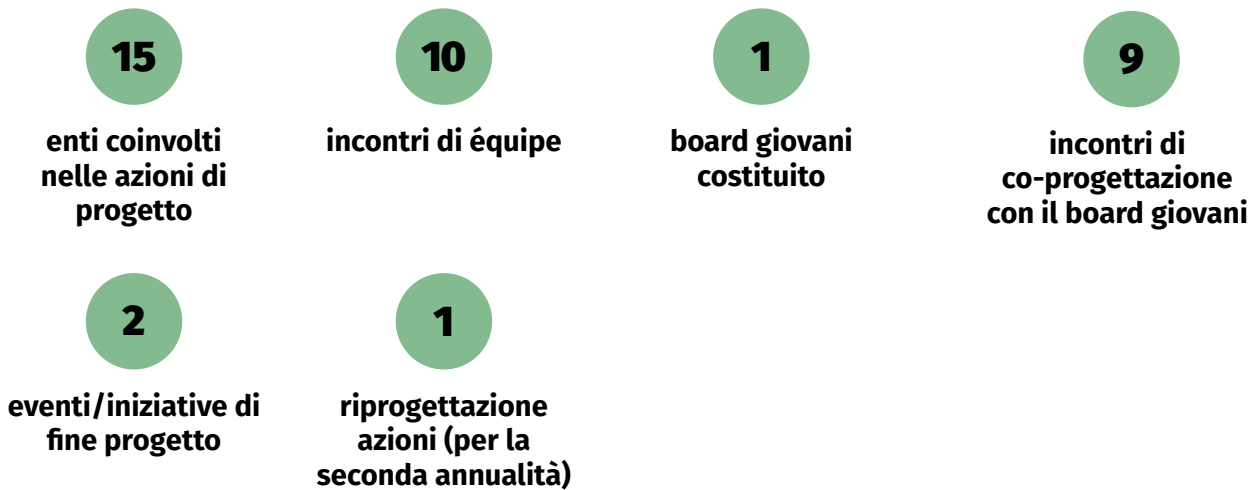 15
enti coinvolti
nelle azioni di
progetto
10
incontri di équipe
1
board giovani
costituito
9
incontri di
co-progettazione
con il board giovani
2
eventi/iniziative di
fine progetto
1
riprogettazione
azioni (per la
seconda annualità)